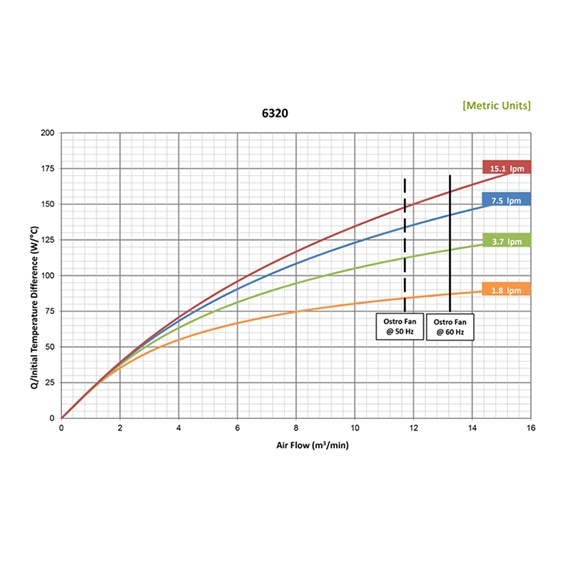 [Metric Units]
6320
Q/Initial Temperature Difference (W/°C)
200
175
150
125
100
75
50
25
0
15.1 lpm
7.5 lpm
3.7 lpm
1.8 lpm
Ostro Fan
@ 50 Hz
Ostro Fan
@ 60 Hz
0 2 4 6 8 10 12 14 16
Air Flow (m³/min)